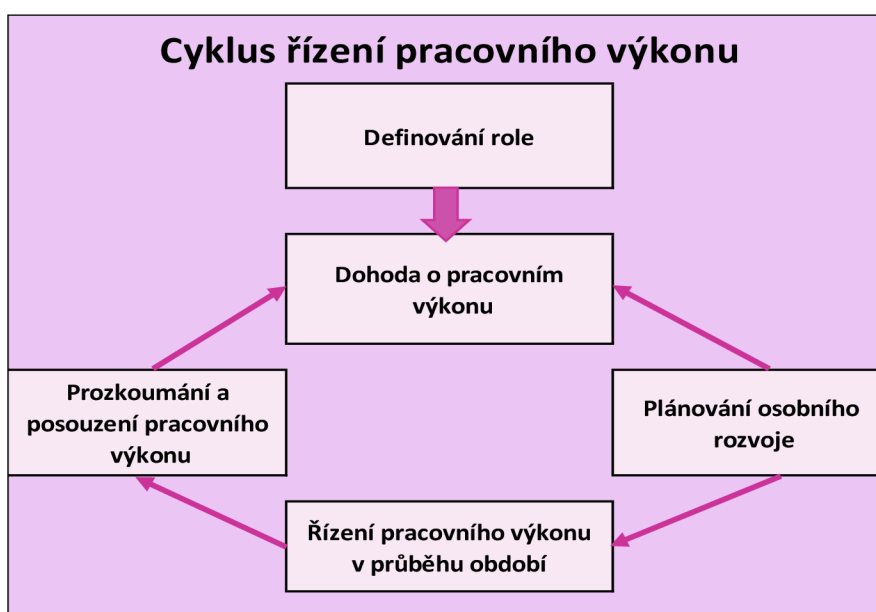 Cyklus řízení pracovního výkonu
Definování role
Dohoda o pracovním
výkonu
Prozkoumání a
posouzení pracovního
výkonu
Plánování osobního
rozvoje
Řízení pracovního výkonu
v průběhu období